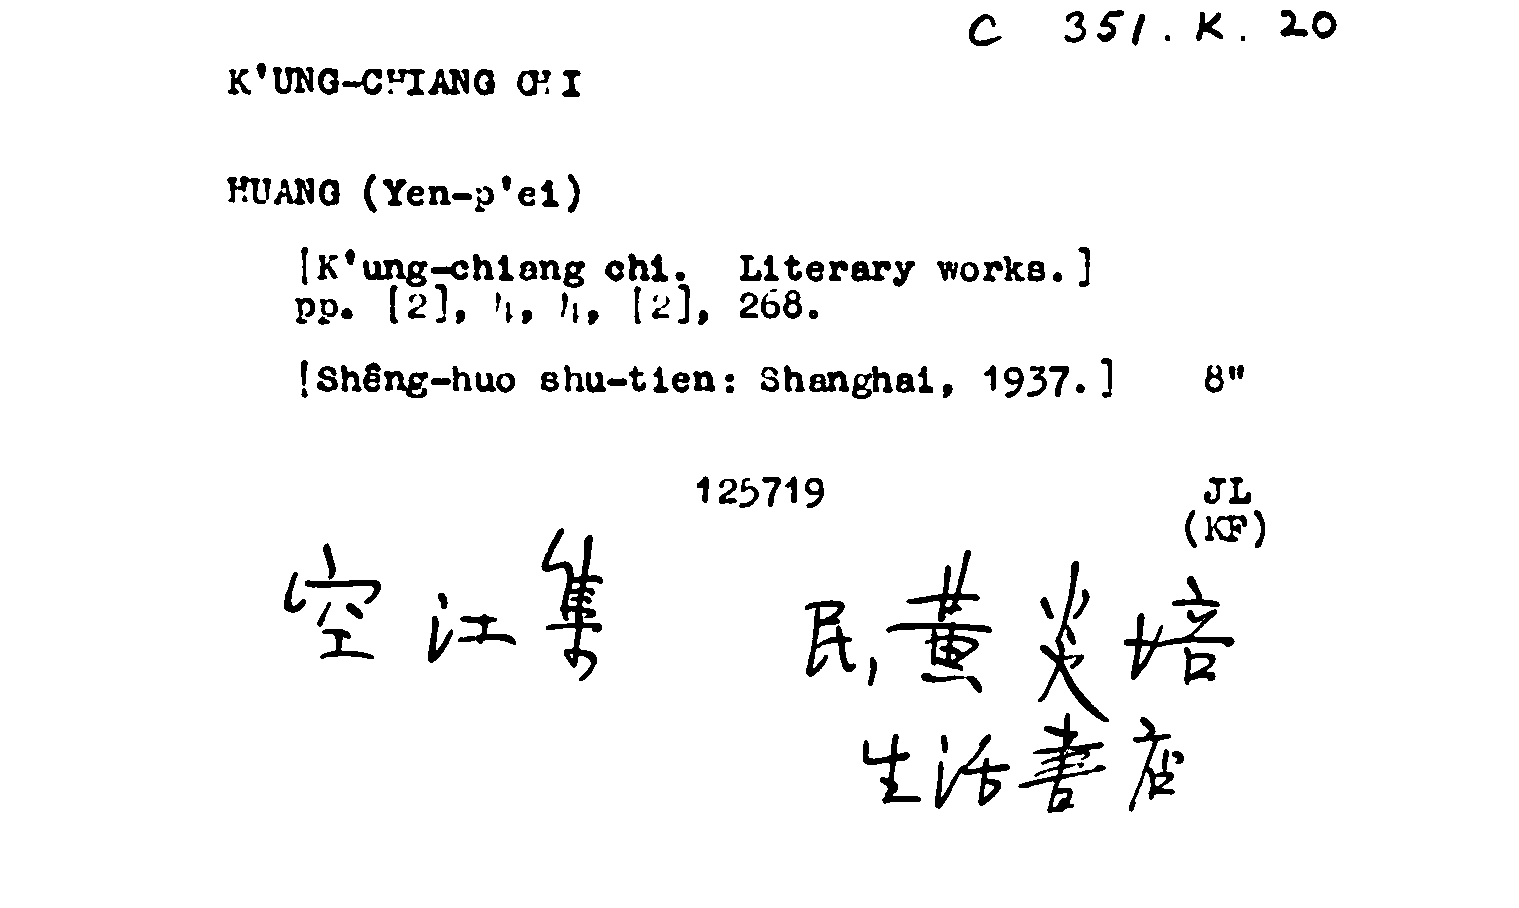 C 351.K.20
K'UNG-CHIANG CHI
HUANG (Yen-p'ei)
[K'ung-chiang chi. Literary works.]
pp. [2], 4, 4, [2], 268.
[Shêng-huo shu-tien: Shanghai, 1937.] 8"
125719 JL
(KF)
空江集 民, 黃炎培
生活書店